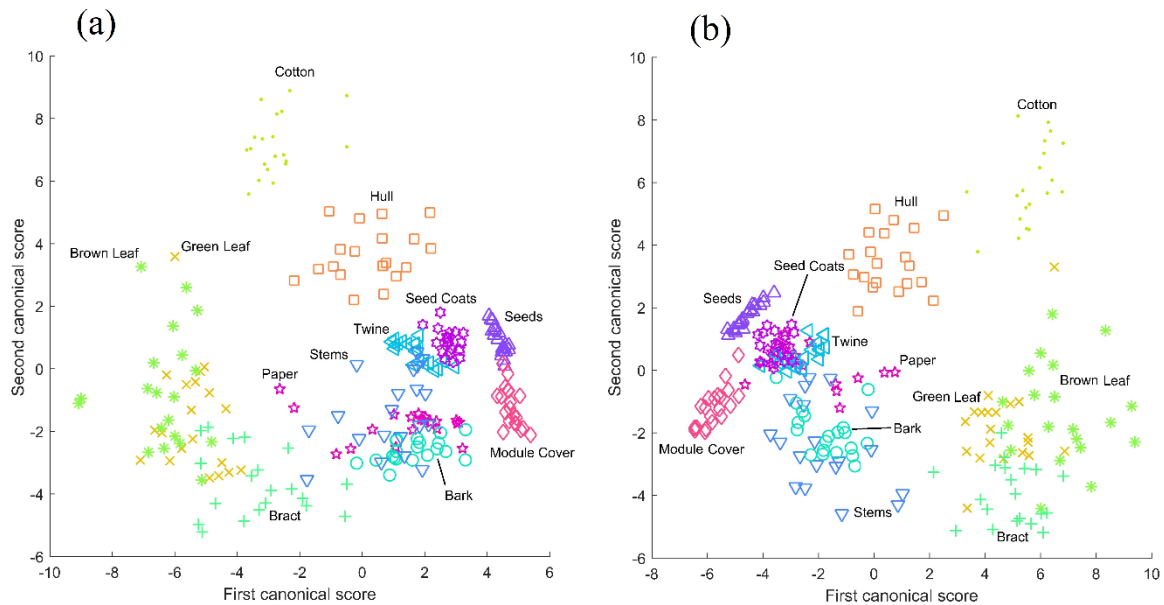 (a)
10
8
6
4
2
0
-2
-4
-6
-10
-8
-6
-4
-2
0
2
4
6
Second canonical score
First canonical score
Cotton
Hull
Green Leaf
Brown Leaf
Seed Coats
Seeds
Twine
Stems
Paper
Module Cover
Bark
Bract
(b)
10
8
6
4
2
0
-2
-4
-6
-8
-6
-4
-2
0
2
4
6
8
10
Second canonical score
First canonical score
Cotton
Hull
Seed Coats
Seeds
Twine
Paper
Brown Leaf
Green Leaf
Module Cover
Bark
Stems
Bract